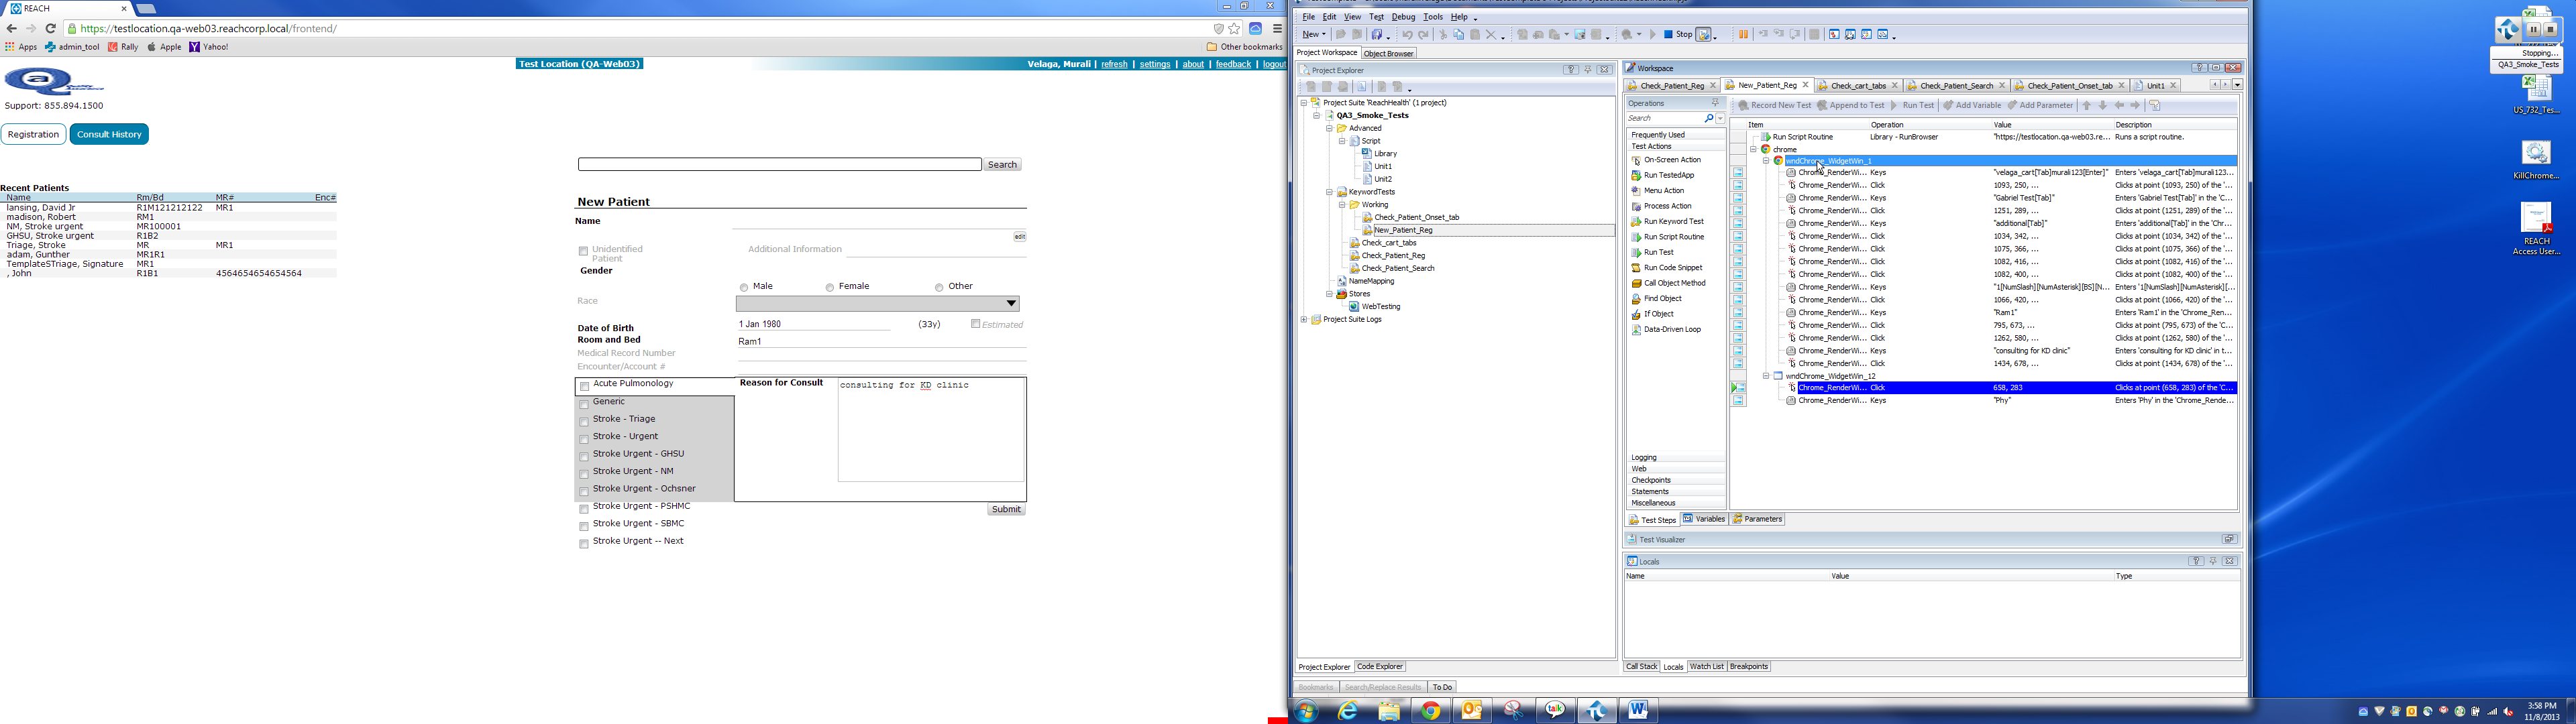 REACH
https://testlocation.qa-web03.reachcorp.local/frontend/
Apps admin_tool Rally Apple Yahoo! Other bookmarks
Test Location (QA-Web03) Velaga, Murali | refresh | settings | about | feedback | logout
Support: 855.894.1500
Registration Consult History
Search
Recent Patients
Name Rm/Bd MR# Enc#
lansing, David Jr R1M121212122 MR1
madison, Robert RM1
NM, Stroke urgent MR100001
GHSU, Stroke urgent R1B2
Triage, Stroke MR MR1
adam, Gunther MR1R1
TemplateSTriage, Signature MR1
, John R1B1 4564654654654564
New Patient
Name
edit
Unidentified Patient Additional Information
Gender
Male Female Other
Race
Date of Birth 1 Jan 1980 (33y) Estimated
Room and Bed Ram1
Medical Record Number
Encounter/Account #
Acute Pulmonology
Generic
Stroke - Triage
Stroke - Urgent
Stroke Urgent - GHSU
Stroke Urgent - NM
Stroke Urgent - Ochsner
Stroke Urgent - PSHMC
Stroke Urgent - SBMC
Stroke Urgent -- Next
Reason for Consult consulting for KD clinic
Submit
File Edit View Test Debug Tools Help
New Stop
Project Workspace Object Browser
Project Explorer
Project Suite 'ReachHealth' (1 project)
QA3_Smoke_Tests
Advanced
Script
Library
Unit1
Unit2
KeywordTests
Working
Check_Patient_Onset_tab
New_Patient_Reg
Check_cart_tabs
Check_Patient_Reg
Check_Patient_Search
NameMapping
Stores
WebTesting
Project Suite Logs
Project Explorer Code Explorer
Bookmarks Search/Replace Results To Do
Workspace
Check_Patient_Reg New_Patient_Reg Check_cart_tabs Check_Patient_Search Check_Patient_Onset_tab Unit1
Operations
Search
Frequently Used
Test Actions
On-Screen Action
Run TestedApp
Menu Action
Process Action
Run Keyword Test
Run Script Routine
Run Test
Run Code Snippet
Call Object Method
Find Object
If Object
Data-Driven Loop
Logging
Web
Checkpoints
Statements
Miscellaneous
Record New Test Append to Test Run Test Add Variable Add Parameter
Item Operation Value Description
Run Script Routine Library - RunBrowser "https://testlocation.qa-web03.re... Runs a script routine.
chrome
wndChrome_WidgetWin_1
Chrome_RenderWi... Keys "velaga_cart[Tab]murali123[Enter]" Enters 'velaga_cart[Tab]murali123...
Chrome_RenderWi... Click 1093, 250, ... Clicks at point (1093, 250) of the '...
Chrome_RenderWi... Keys "Gabriel Test[Tab]" Enters 'Gabriel Test[Tab]' in the 'C...
Chrome_RenderWi... Click 1251, 289, ... Clicks at point (1251, 289) of the '...
Chrome_RenderWi... Keys "additional[Tab]" Enters 'additional[Tab]' in the 'Chr...
Chrome_RenderWi... Click 1034, 342, ... Clicks at point (1034, 342) of the '...
Chrome_RenderWi... Click 1075, 366, ... Clicks at point (1075, 366) of the '...
Chrome_RenderWi... Click 1082, 416, ... Clicks at point (1082, 416) of the '...
Chrome_RenderWi... Click 1082, 400, ... Clicks at point (1082, 400) of the '...
Chrome_RenderWi... Keys "1[NumSlash][NumAsterisk][BS][N... Enters '1[NumSlash][NumAsterisk][...
Chrome_RenderWi... Click 1066, 420, ... Clicks at point (1066, 420) of the '...
Chrome_RenderWi... Keys "Ram1" Enters 'Ram1' in the 'Chrome_Ren...
Chrome_RenderWi... Click 795, 673, ... Clicks at point (795, 673) of the 'C...
Chrome_RenderWi... Click 1262, 580, ... Clicks at point (1262, 580) of the '...
Chrome_RenderWi... Keys "consulting for KD clinic" Enters 'consulting for KD clinic' in t...
Chrome_RenderWi... Click 1434, 678, ... Clicks at point (1434, 678) of the '...
wndChrome_WidgetWin_12
Chrome_RenderWi... Click 658, 283 Clicks at point (658, 283) of the 'C...
Chrome_RenderWi... Keys "Phy" Enters 'Phy' in the 'Chrome_Rende...
Test Steps Variables Parameters
Test Visualizer
Locals
Name Value Type
Call Stack Locals Watch List Breakpoints
Stopping...
QA3_Smoke_Tests
US_732_Tes...
KillChrome...
REACH
Access User...
talk
3:58 PM
11/8/2013